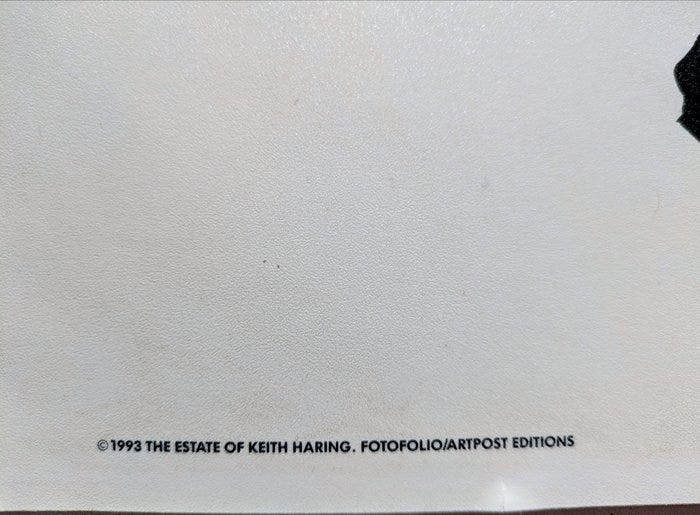 ©1993 THE ESTATE OF KEITH HARING. FOTOFOLIO/ARTPOST EDITIONS